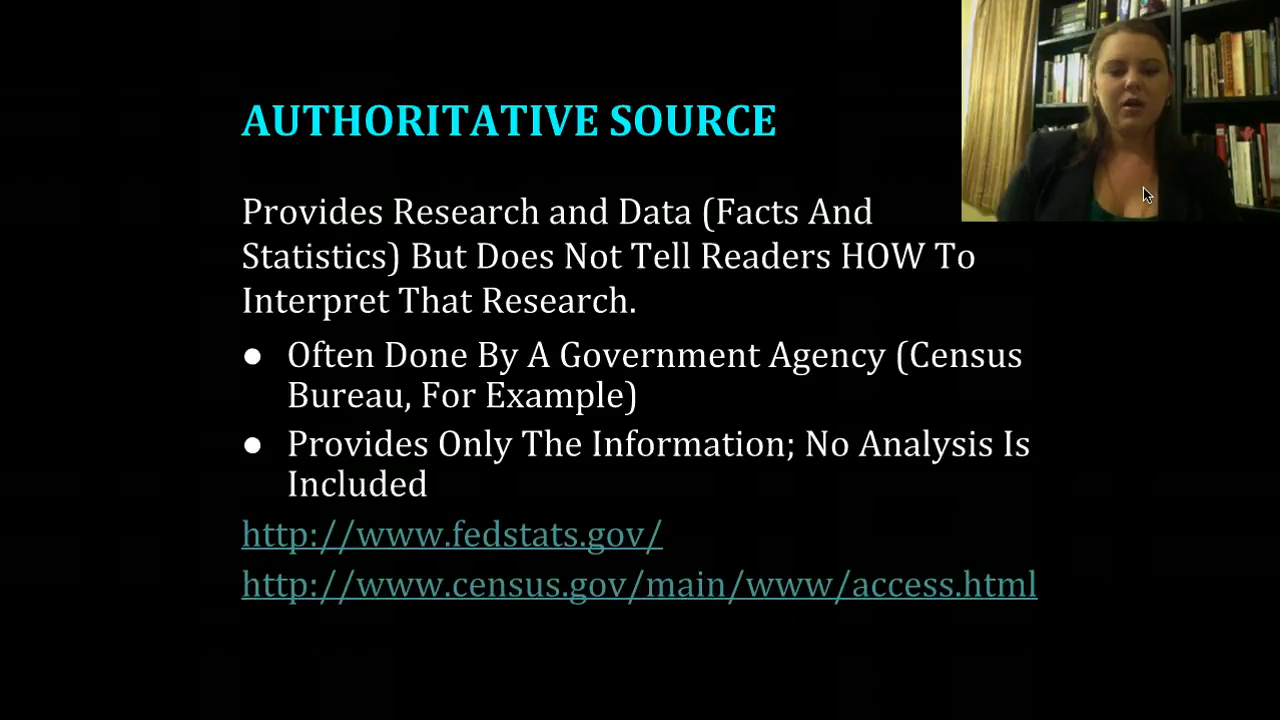 AUTHORITATIVE SOURCE
Provides Research and Data (Facts And
Statistics) But Does Not Tell Readers HOW To
Interpret That Research.
● Often Done By A Government Agency (Census
Bureau, For Example)
● Provides Only The Information; No Analysis Is
Included
http://www.fedstats.gov/
http://www.census.gov/main/www/access.html